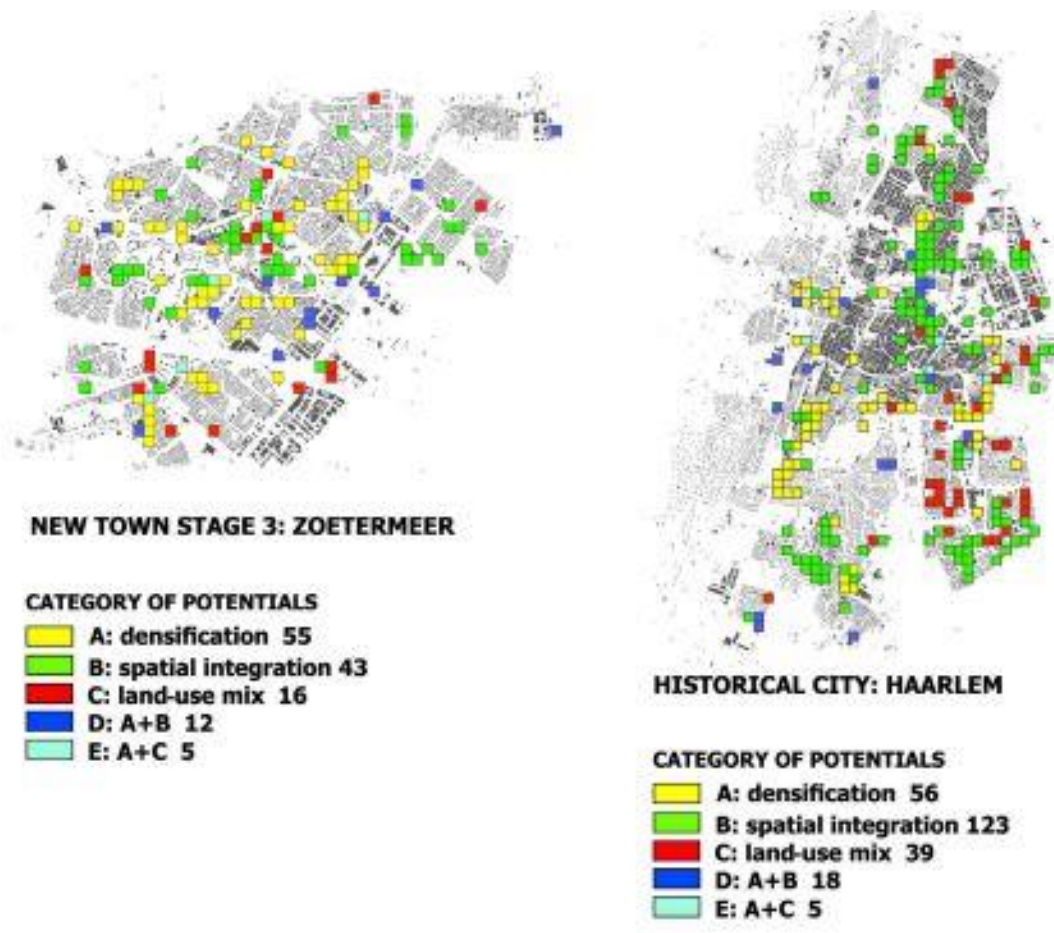 NEW TOWN STAGE 3: ZOETERMEER
CATEGORY OF POTENTIALS
A: densification 55
B: spatial integration 43
C: land-use mix 16
D: A+B 12
E: A+C 5
HISTORICAL CITY: HAARLEM
CATEGORY OF POTENTIALS
A: densification 56
B: spatial integration 123
C: land-use mix 39
D: A+B 18
E: A+C 5